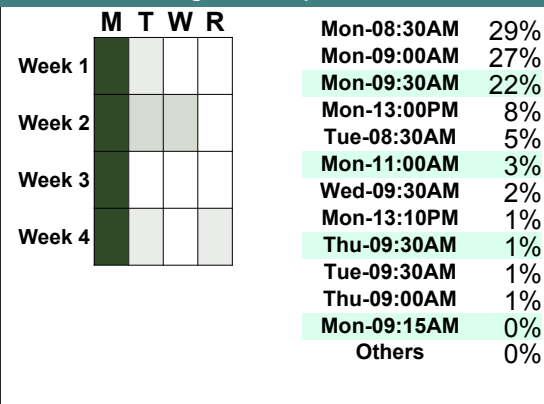 M T W R
Week 1
Week 2
Week 3
Week 4
Mon-08:30AM 29%
Mon-09:00AM 27%
Mon-09:30AM 22%
Mon-13:00PM 8%
Tue-08:30AM 5%
Mon-11:00AM 3%
Wed-09:30AM 2%
Mon-13:10PM 1%
Thu-09:30AM 1%
Tue-09:30AM 1%
Thu-09:00AM 1%
Mon-09:15AM 0%
Others 0%